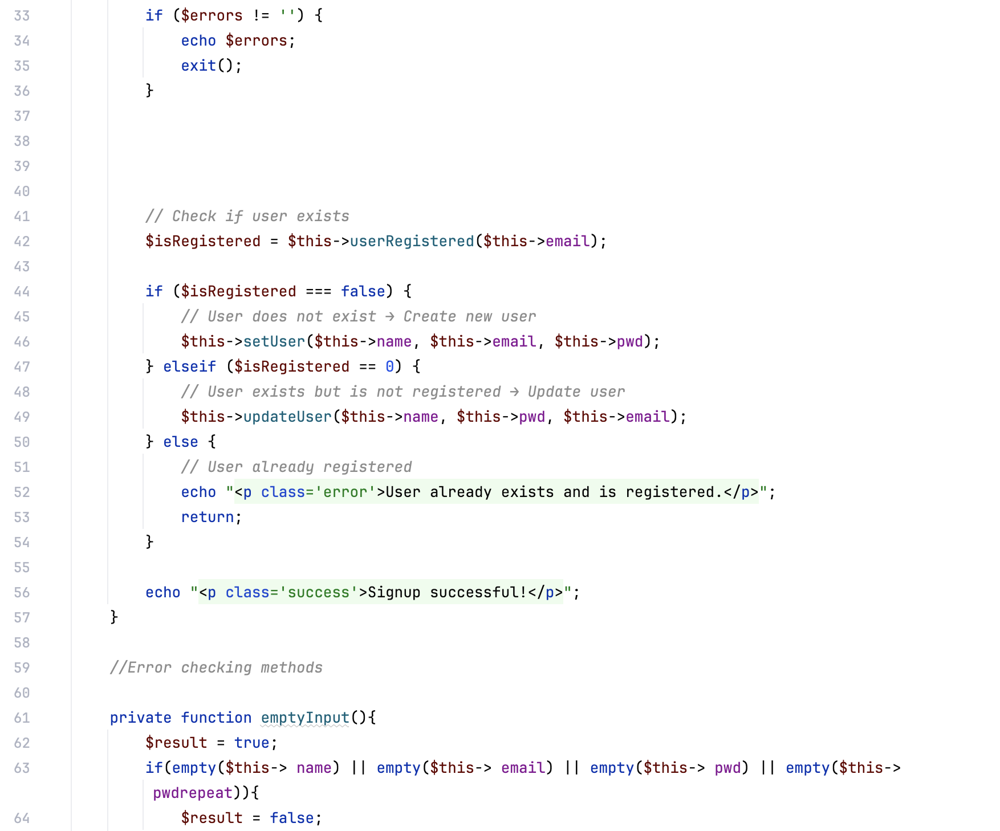 33 if ($errors != '') {
34 echo $errors;
35 exit();
36 }
37
38
39
40
41 // Check if user exists
42 $isRegistered = $this->userRegistered($this->email);
43
44 if ($isRegistered === false) {
45 // User does not exist → Create new user
46 $this->setUser($this->name, $this->email, $this->pwd);
47 } elseif ($isRegistered == 0) {
48 // User exists but is not registered → Update user
49 $this->updateUser($this->name, $this->pwd, $this->email);
50 } else {
51 // User already registered
52 echo "<p class='error'>User already exists and is registered.</p>";
53 return;
54 }
55
56 echo "<p class='success'>Signup successful!</p>";
57 }
58
59 //Error checking methods
60
61 private function emptyInput(){
62 $result = true;
63 if(empty($this-> name) || empty($this-> email) || empty($this-> pwd) || empty($this->
pwdrepeat)){
64 $result = false;